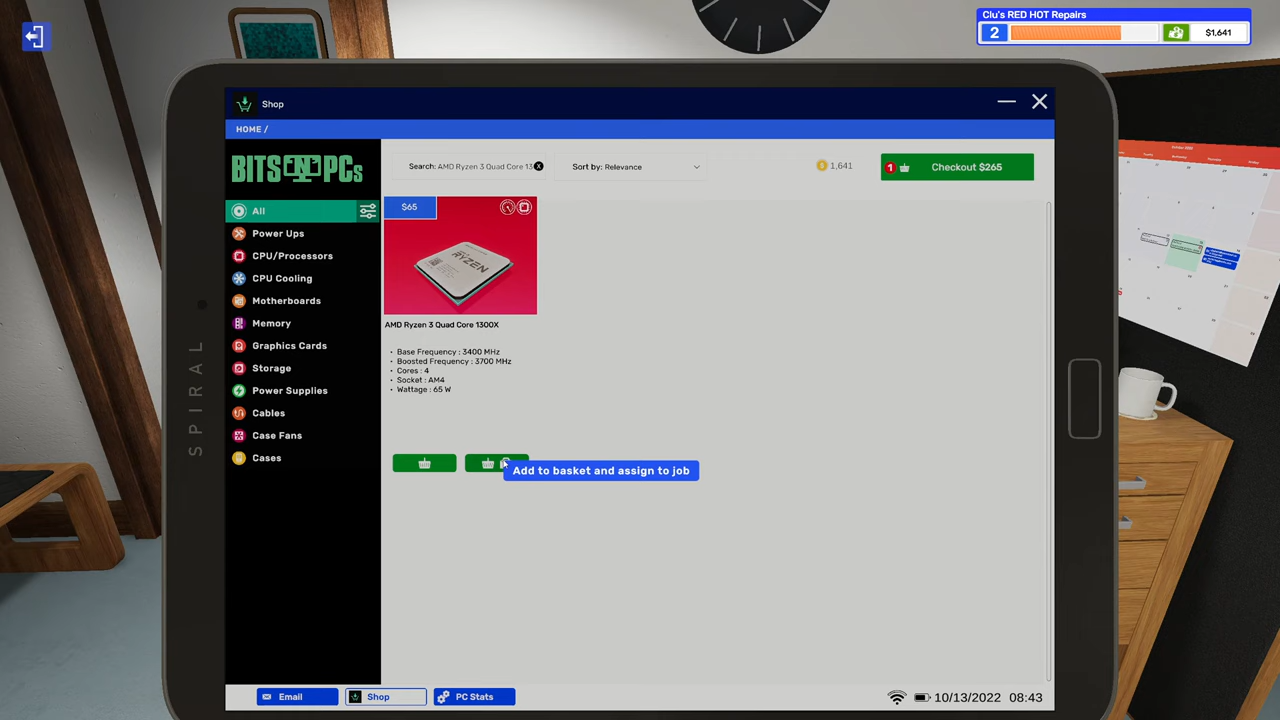 Clu's RED HOT Repairs
2
$1,641
Shop
HOME /
BITS N PCs
Search: AMD Ryzen 3 Quad Core 13
Sort by: Relevance
1,641
1
Checkout $265
All
Power Ups
CPU/Processors
CPU Cooling
Motherboards
Memory
Graphics Cards
Storage
Power Supplies
Cables
Case Fans
Cases
$65
RYZEN
AMD Ryzen 3 Quad Core 1300X
• Base Frequency : 3400 MHz
• Boosted Frequency : 3700 MHz
• Cores : 4
• Socket : AM4
• Wattage : 65 W
Add to basket and assign to job
SPIRAL
Email
Shop
PC Stats
10/13/2022
08:43